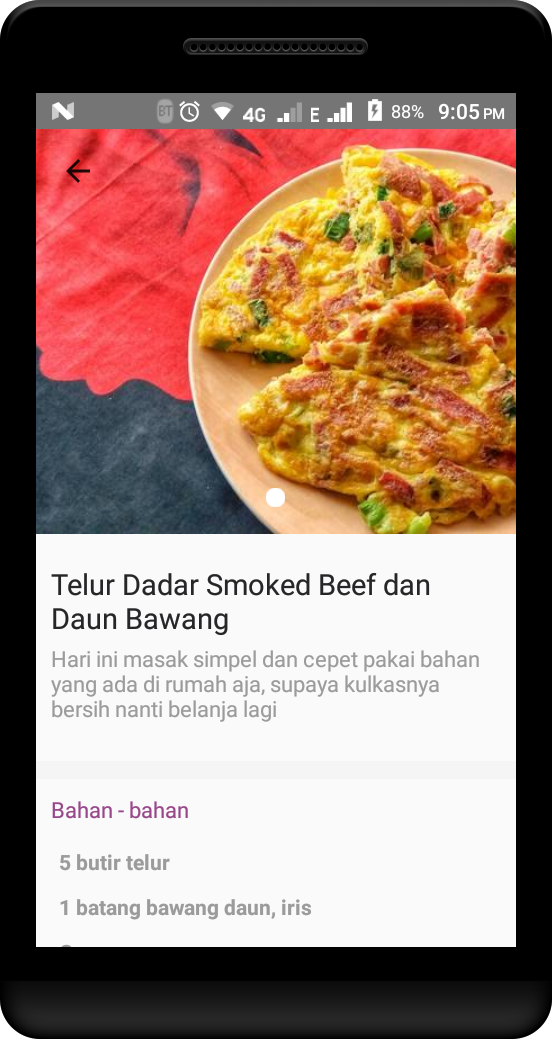 BT 4G E 88% 9:05 PM
Telur Dadar Smoked Beef dan
Daun Bawang
Hari ini masak simpel dan cepet pakai bahan
yang ada di rumah aja, supaya kulkasnya
bersih nanti belanja lagi
Bahan - bahan
5 butir telur
1 batang bawang daun, iris